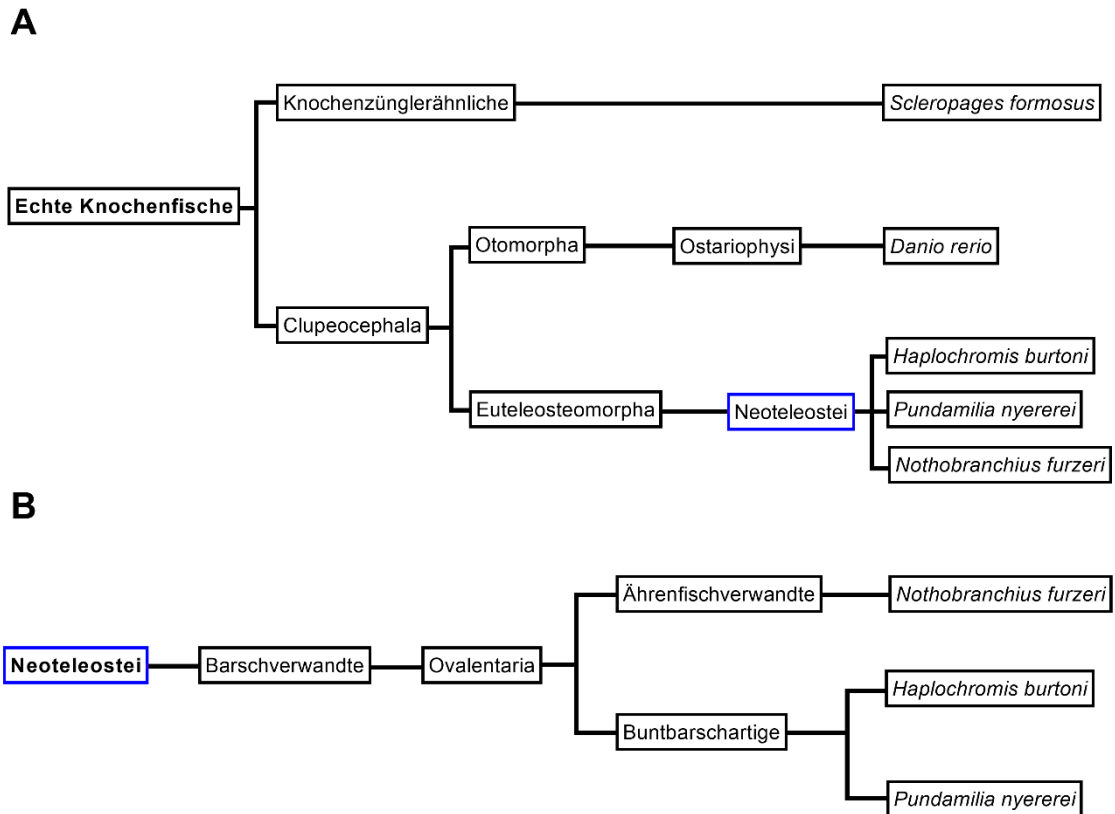 A
Knochenzünglerähnliche
Scleropages formosus
Echte Knochenfische
Otomorpha
Ostariophysi
Danio rerio
Clupeocephala
Haplochromis burtoni
Euteleosteomorpha
Neoteleostei
Pundamilia nyererei
Nothobranchius furzeri
B
Ährenfischverwandte
Nothobranchius furzeri
Neoteleostei
Barschverwandte
Ovalentaria
Haplochromis burtoni
Buntbarschartige
Pundamilia nyererei